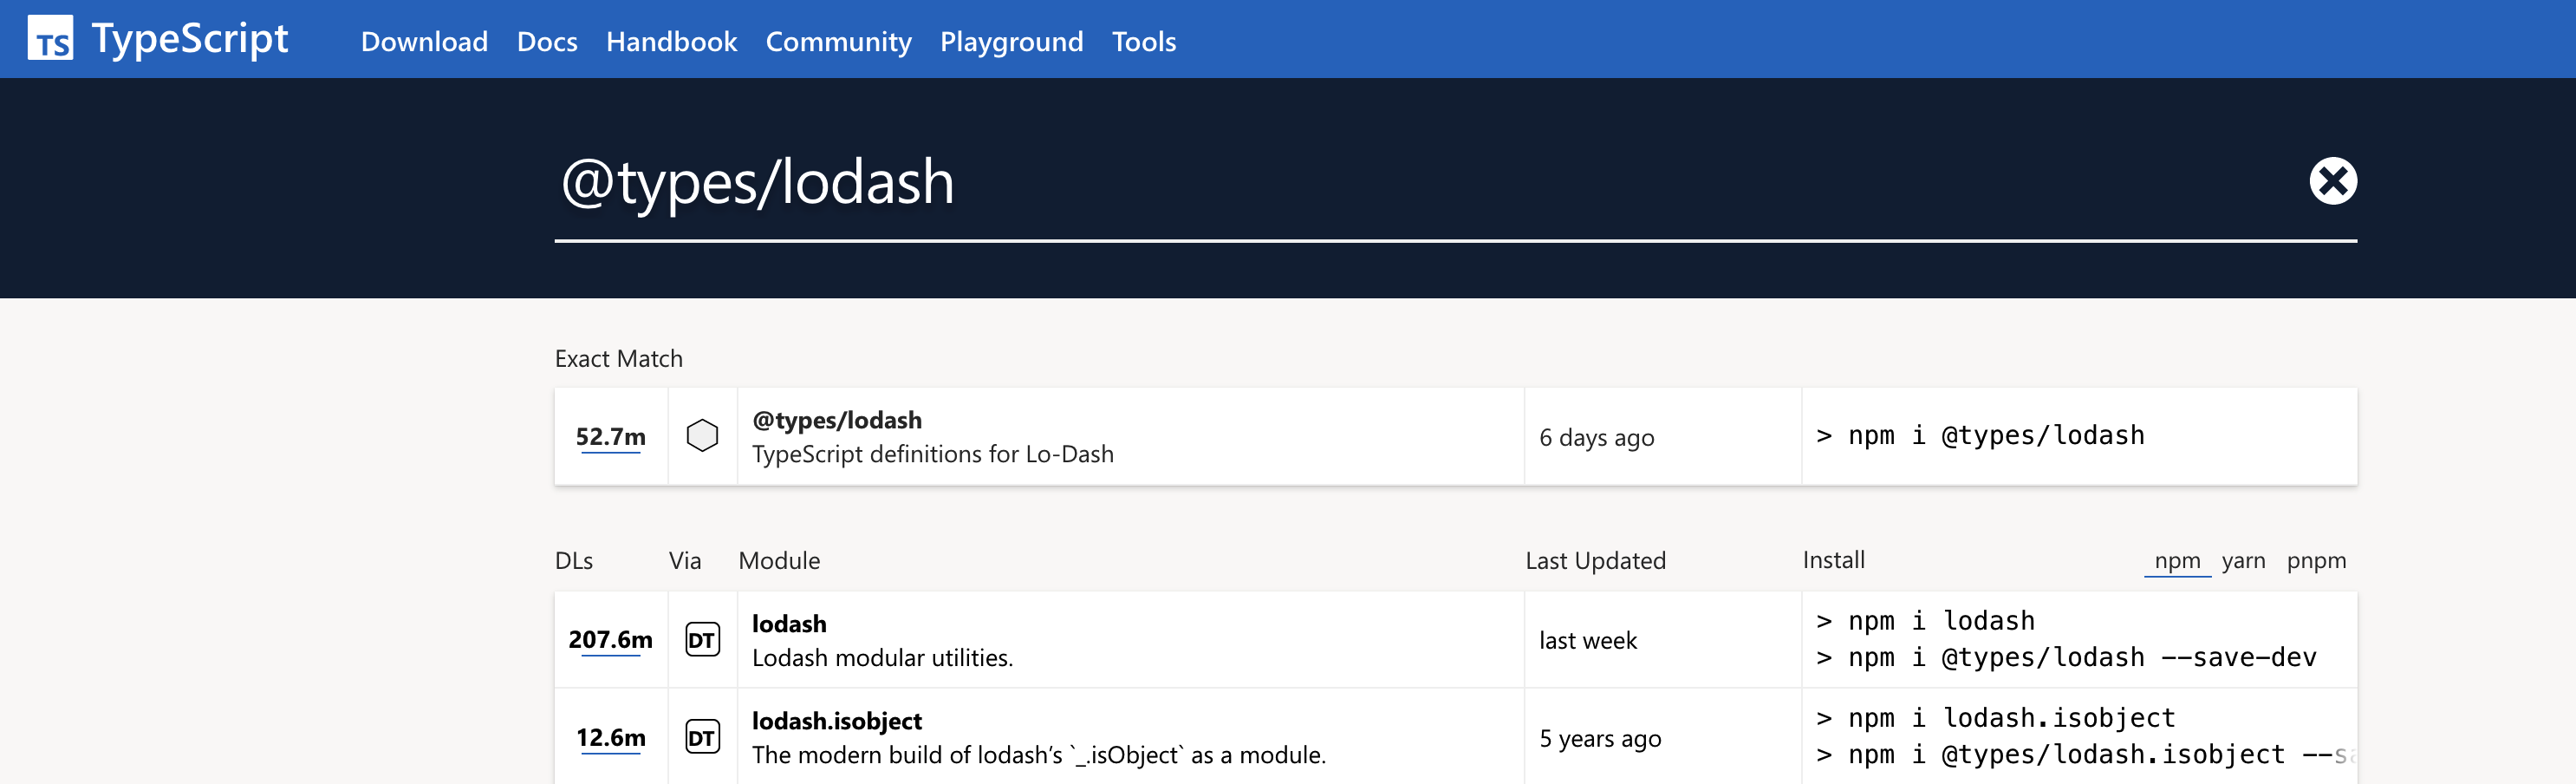 TS TypeScript Download Docs Handbook Community Playground Tools
@types/lodash
Exact Match
52.7m @types/lodash 6 days ago > npm i @types/lodash
TypeScript definitions for Lo-Dash
DLs Via Module Last Updated Install npm yarn pnpm
207.6m DT lodash last week > npm i lodash
Lodash modular utilities. > npm i @types/lodash --save-dev
12.6m DT lodash.isobject 5 years ago > npm i lodash.isobject
The modern build of lodash’s `_.isObject` as a module. > npm i @types/lodash.isobject